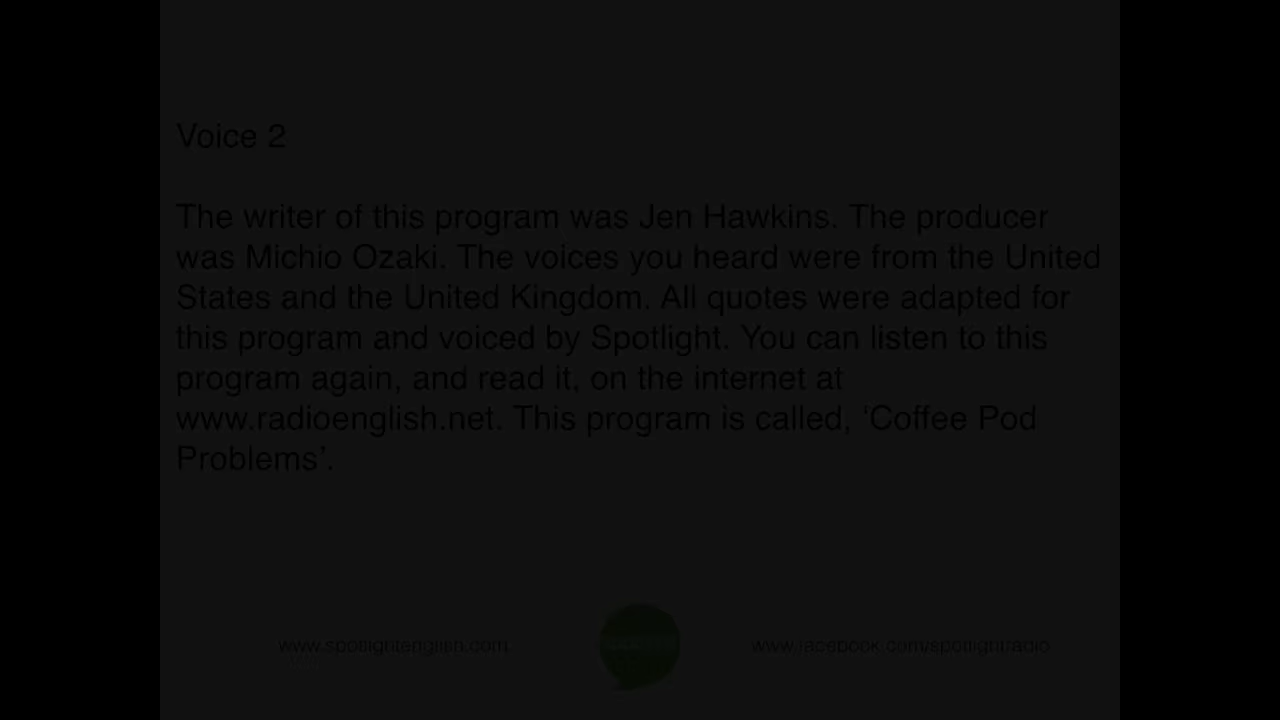 Voice 2
The writer of this program was Jen Hawkins. The producer
was Michio Ozaki. The voices you heard were from the United
States and the United Kingdom. All quotes were adapted for
this program and voiced by Spotlight. You can listen to this
program again, and read it, on the internet at
www.radioenglish.net. This program is called, ‘Coffee Pod
Problems’.
www.spotlightenglish.com
www.facebook.com/spotlightradio